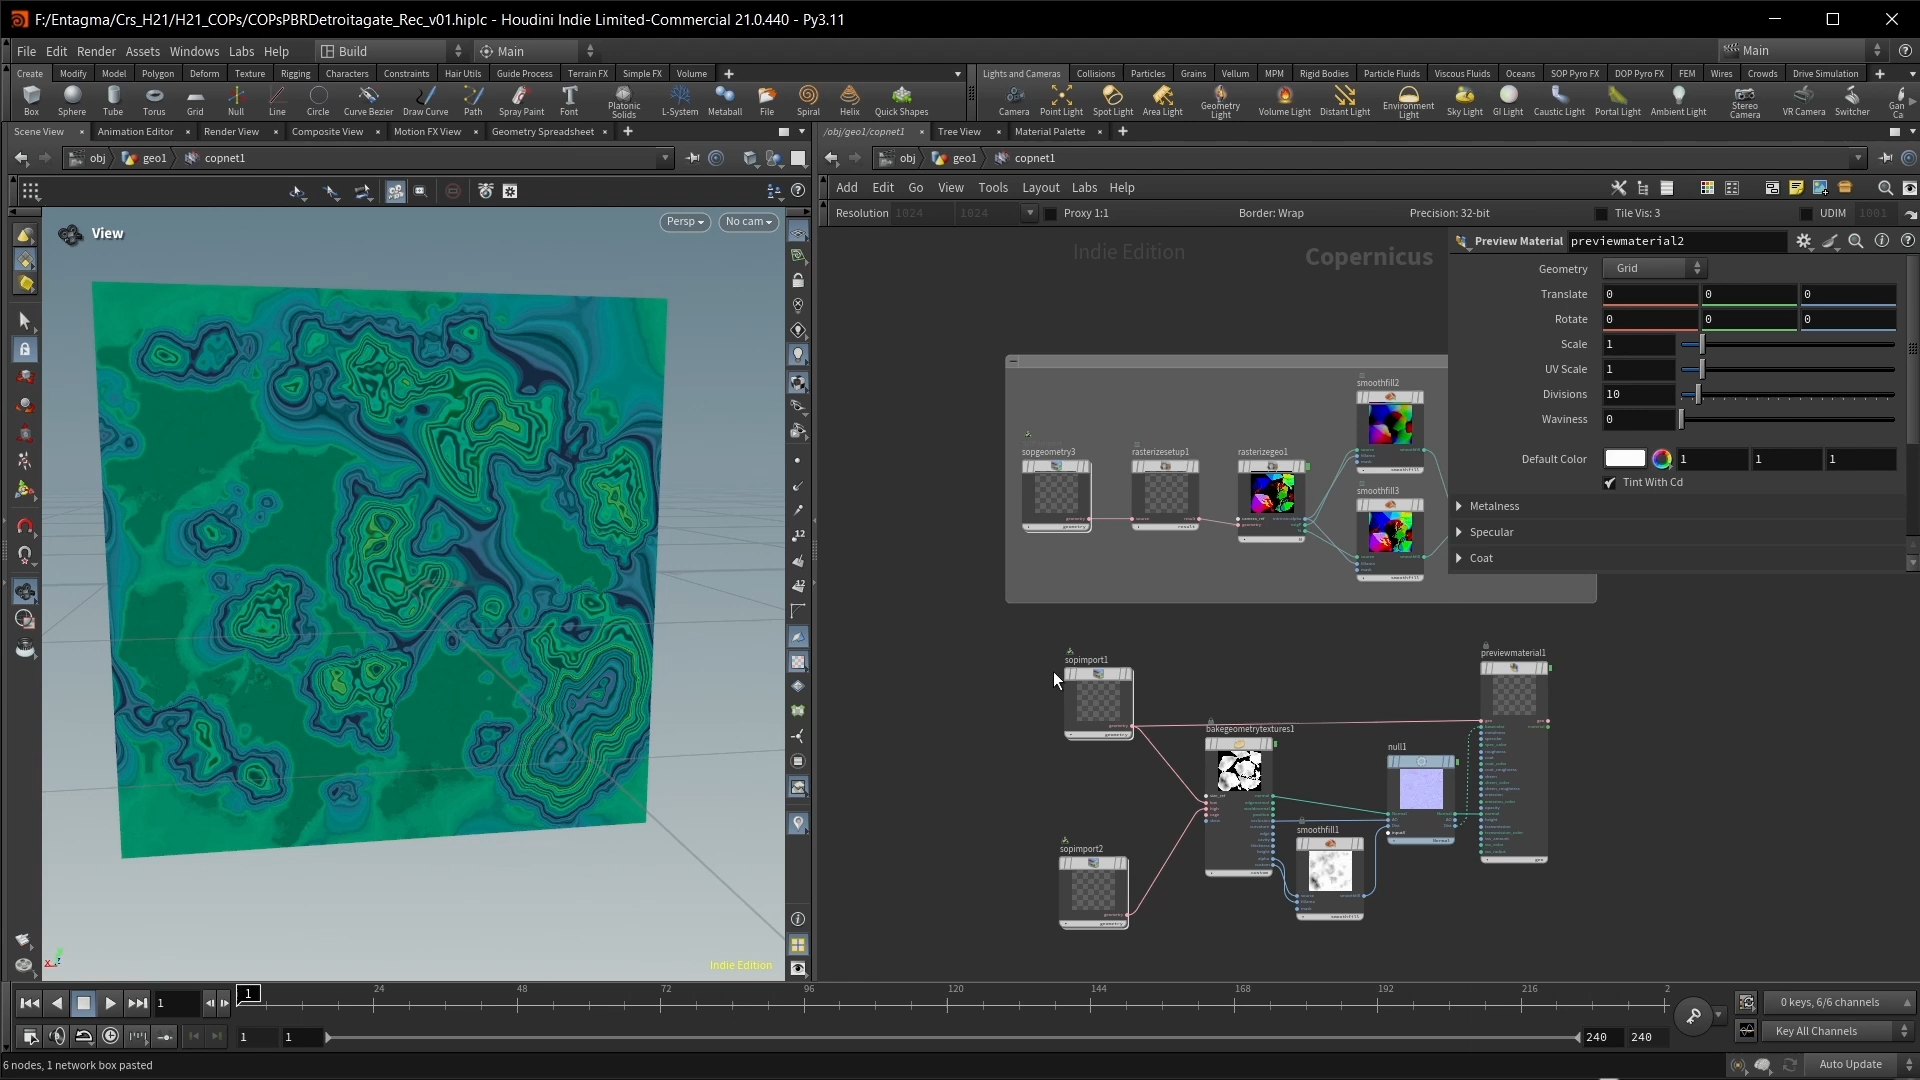 F:/Entagma/Crs_H21/H21_COPs/COPsPBRDetroitagate_Rec_v01.hiplc - Houdini Indie Limited-Commercial 21.0.440 - Py3.11
File Edit Render Assets Windows Labs Help Build Main Main
Create Modify Model Polygon Deform Texture Rigging Characters Constraints Hair Utils Guide Process Terrain FX Simple FX Volume
Lights and Cameras Collisions Particles Grains Vellum MPM Rigid Bodies Particle Fluids Viscous Fluids Oceans SOP Pyro FX DOP Pyro FX FEM Wires Crowds Drive Simulation
Box Sphere Tube Torus Grid Null Line Circle Curve Bezier Draw Curve Path Spray Paint Font Platonic Solids L-System Metaball File Spiral Helix Quick Shapes
Camera Point Light Spot Light Area Light Geometry Light Volume Light Distant Light Environment Light Sky Light GI Light Caustic Light Portal Light Ambient Light Stereo Camera VR Camera Switcher Gan Ca
Scene View Animation Editor Render View Composite View Motion FX View Geometry Spreadsheet
/obj/geo1/copnet1 Tree View Material Palette
obj geo1 copnet1
obj geo1 copnet1
Add Edit Go View Tools Layout Labs Help
Resolution 1024 1024 Proxy 1:1 Border: Wrap Precision: 32-bit Tile Vis: 3 UDIM 1001
View
Persp
No cam
Indie Edition
Copernicus
Preview Material previewmaterial2
Geometry Grid
Translate 0 0 0
Rotate 0 0 0
Scale 1
UV Scale 1
Divisions 10
Waviness 0
Default Color 1 1 1
Tint With Cd
Metalness
Specular
Coat
smoothfill2
sopgeometry3
rasterizesetup1
rasterizegeo1
smoothfill3
sopimport1
previewmaterial1
bakegeometrytextures1
null1
smoothfill1
sopimport2
12
12
Indie Edition
1 1 24 48 72 96 120 144 168 192 216 2
0 keys, 6/6 channels
1 1 240 240
Key All Channels
6 nodes, 1 network box pasted
Auto Update